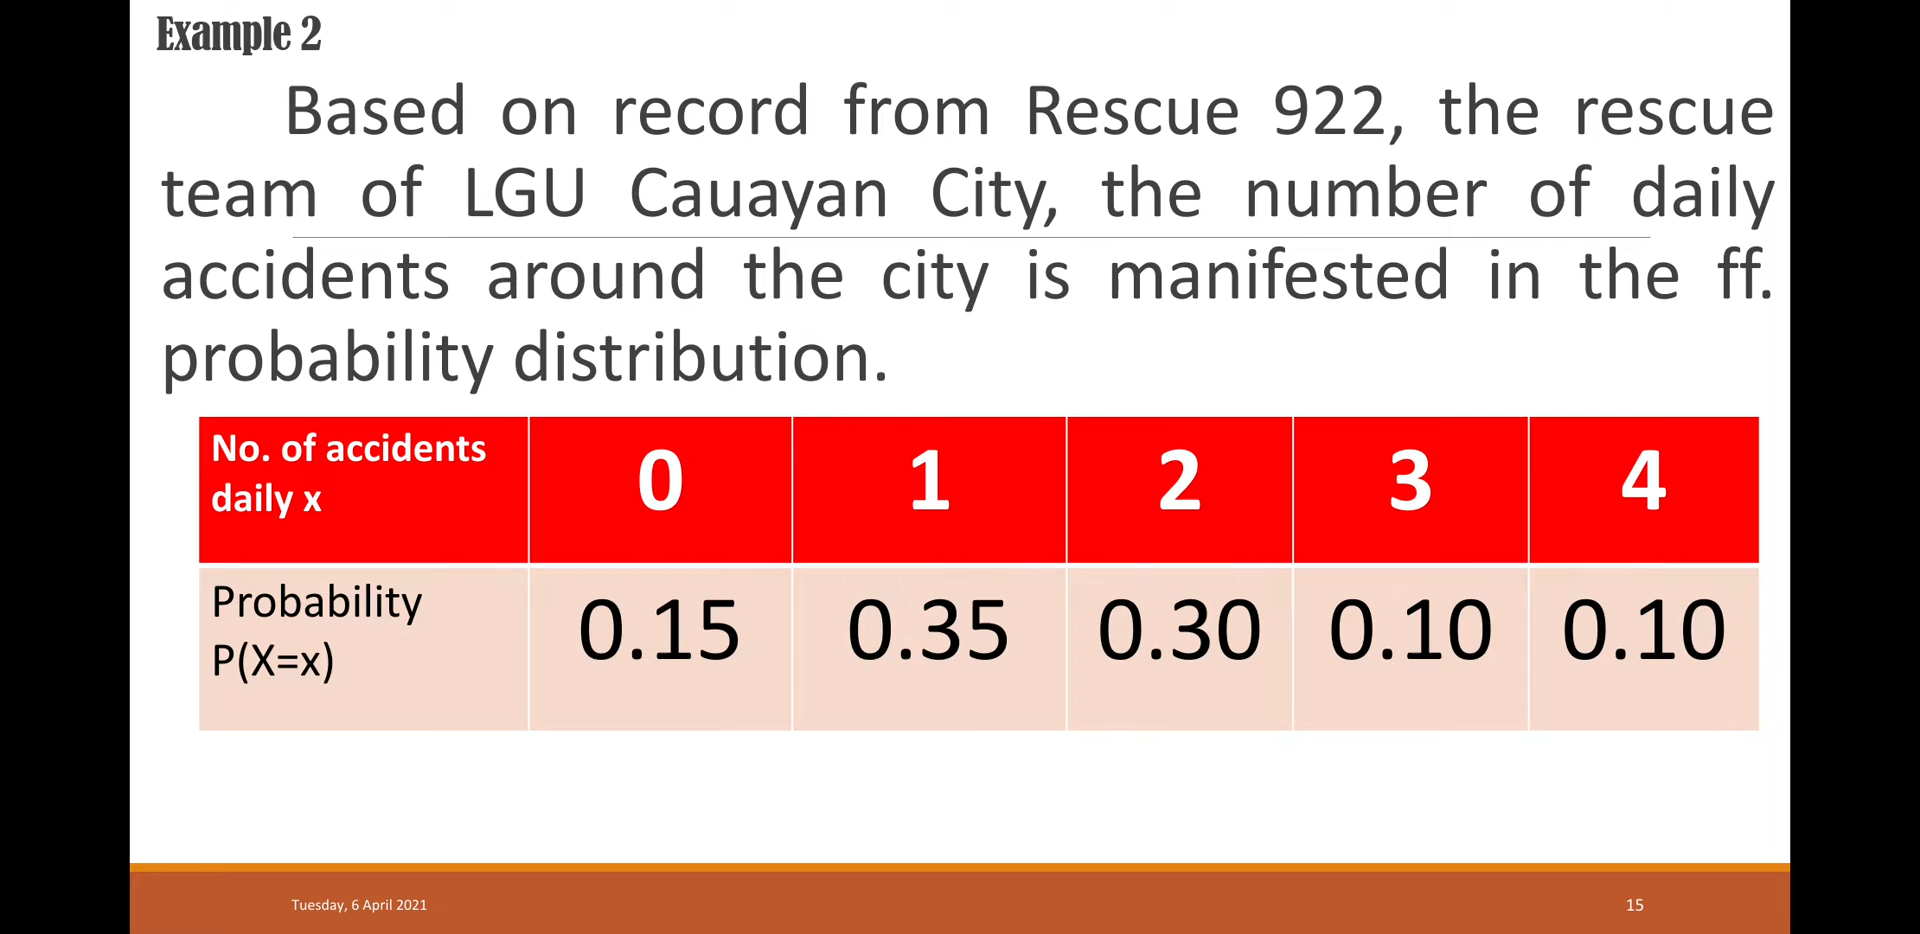 Example 2
Based on record from Rescue 922, the rescue
team of LGU Cauayan City, the number of daily
accidents around the city is manifested in the ff.
probability distribution.
No. of accidents
daily x
0 1 2 3 4
Probability
P(X=x)
0.15 0.35 0.30 0.10 0.10
Tuesday, 6 April 2021
15